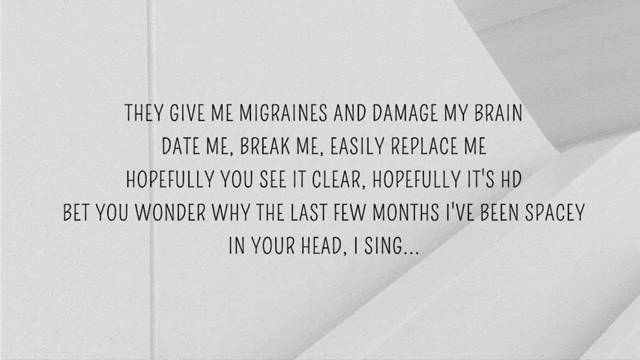 THEY GIVE ME MIGRAINES AND DAMAGE MY BRAIN
DATE ME, BREAK ME, EASILY REPLACE ME
HOPEFULLY YOU SEE IT CLEAR, HOPEFULLY IT'S HD
BET YOU WONDER WHY THE LAST FEW MONTHS I'VE BEEN SPACEY
IN YOUR HEAD, I SING...